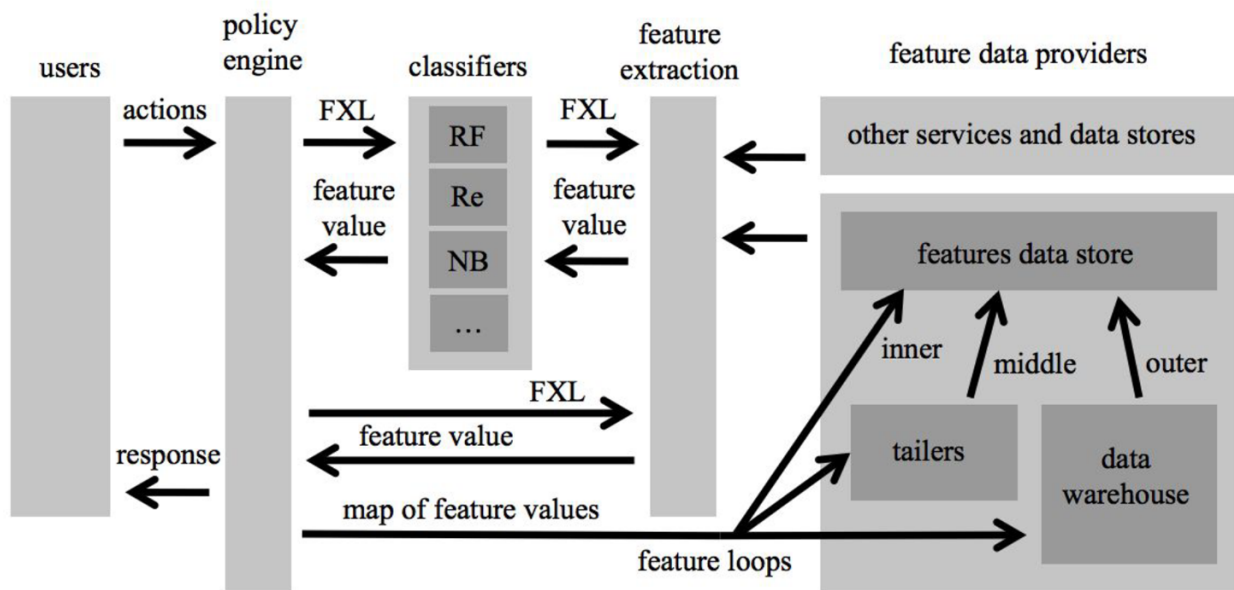 users
policy
engine
classifiers
feature
extraction
feature data providers
actions
FXL
RF
FXL
other services and data stores
feature
value
Re
feature
value
NB
features data store
…
inner
middle
outer
FXL
feature value
response
tailers
data
warehouse
map of feature values
feature loops